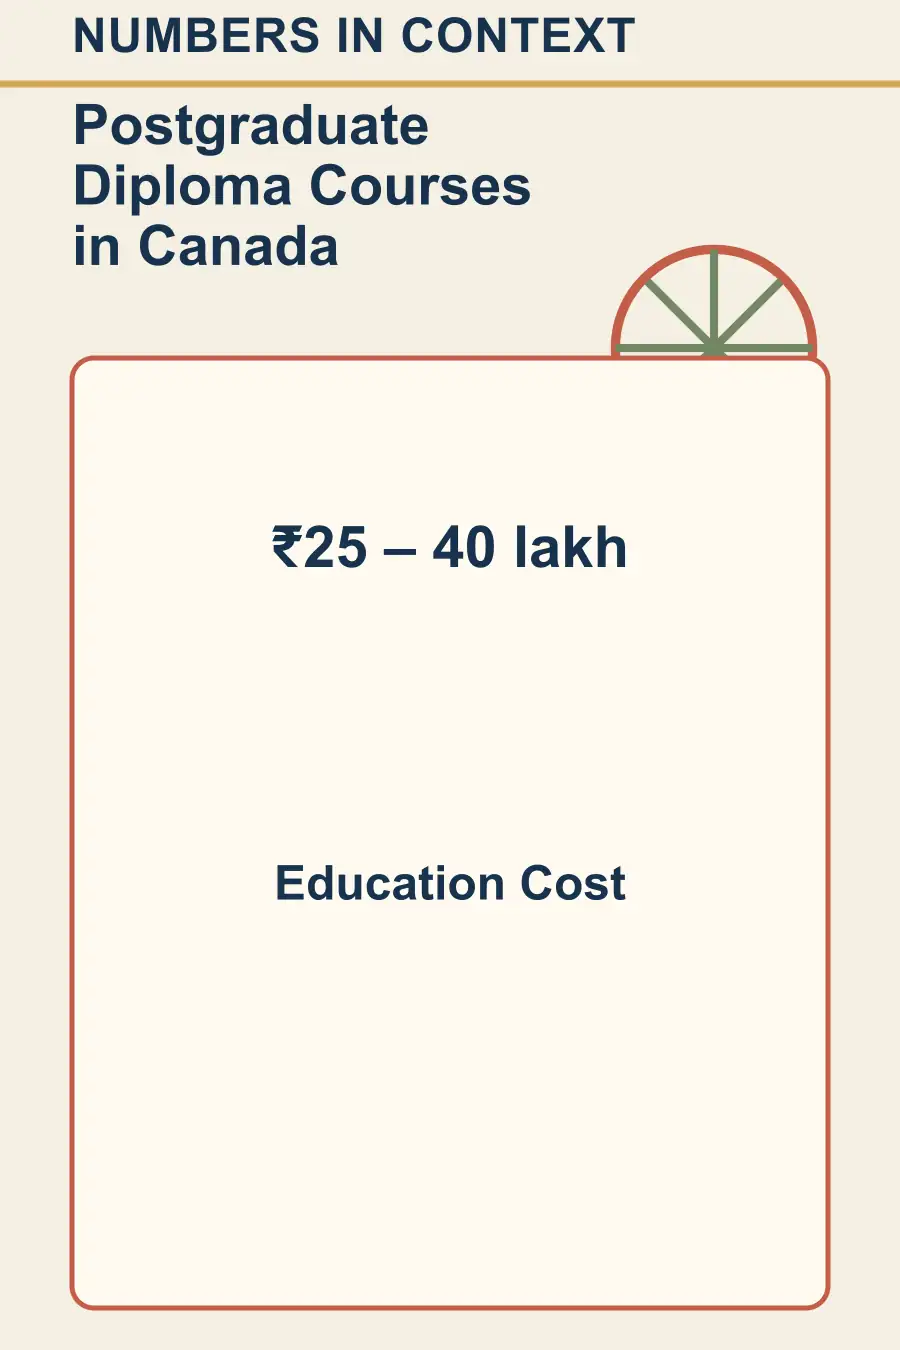 NUMBERS IN CONTEXT
Postgraduate
Diploma Courses
in Canada
₹25 – 40 lakh
Education Cost